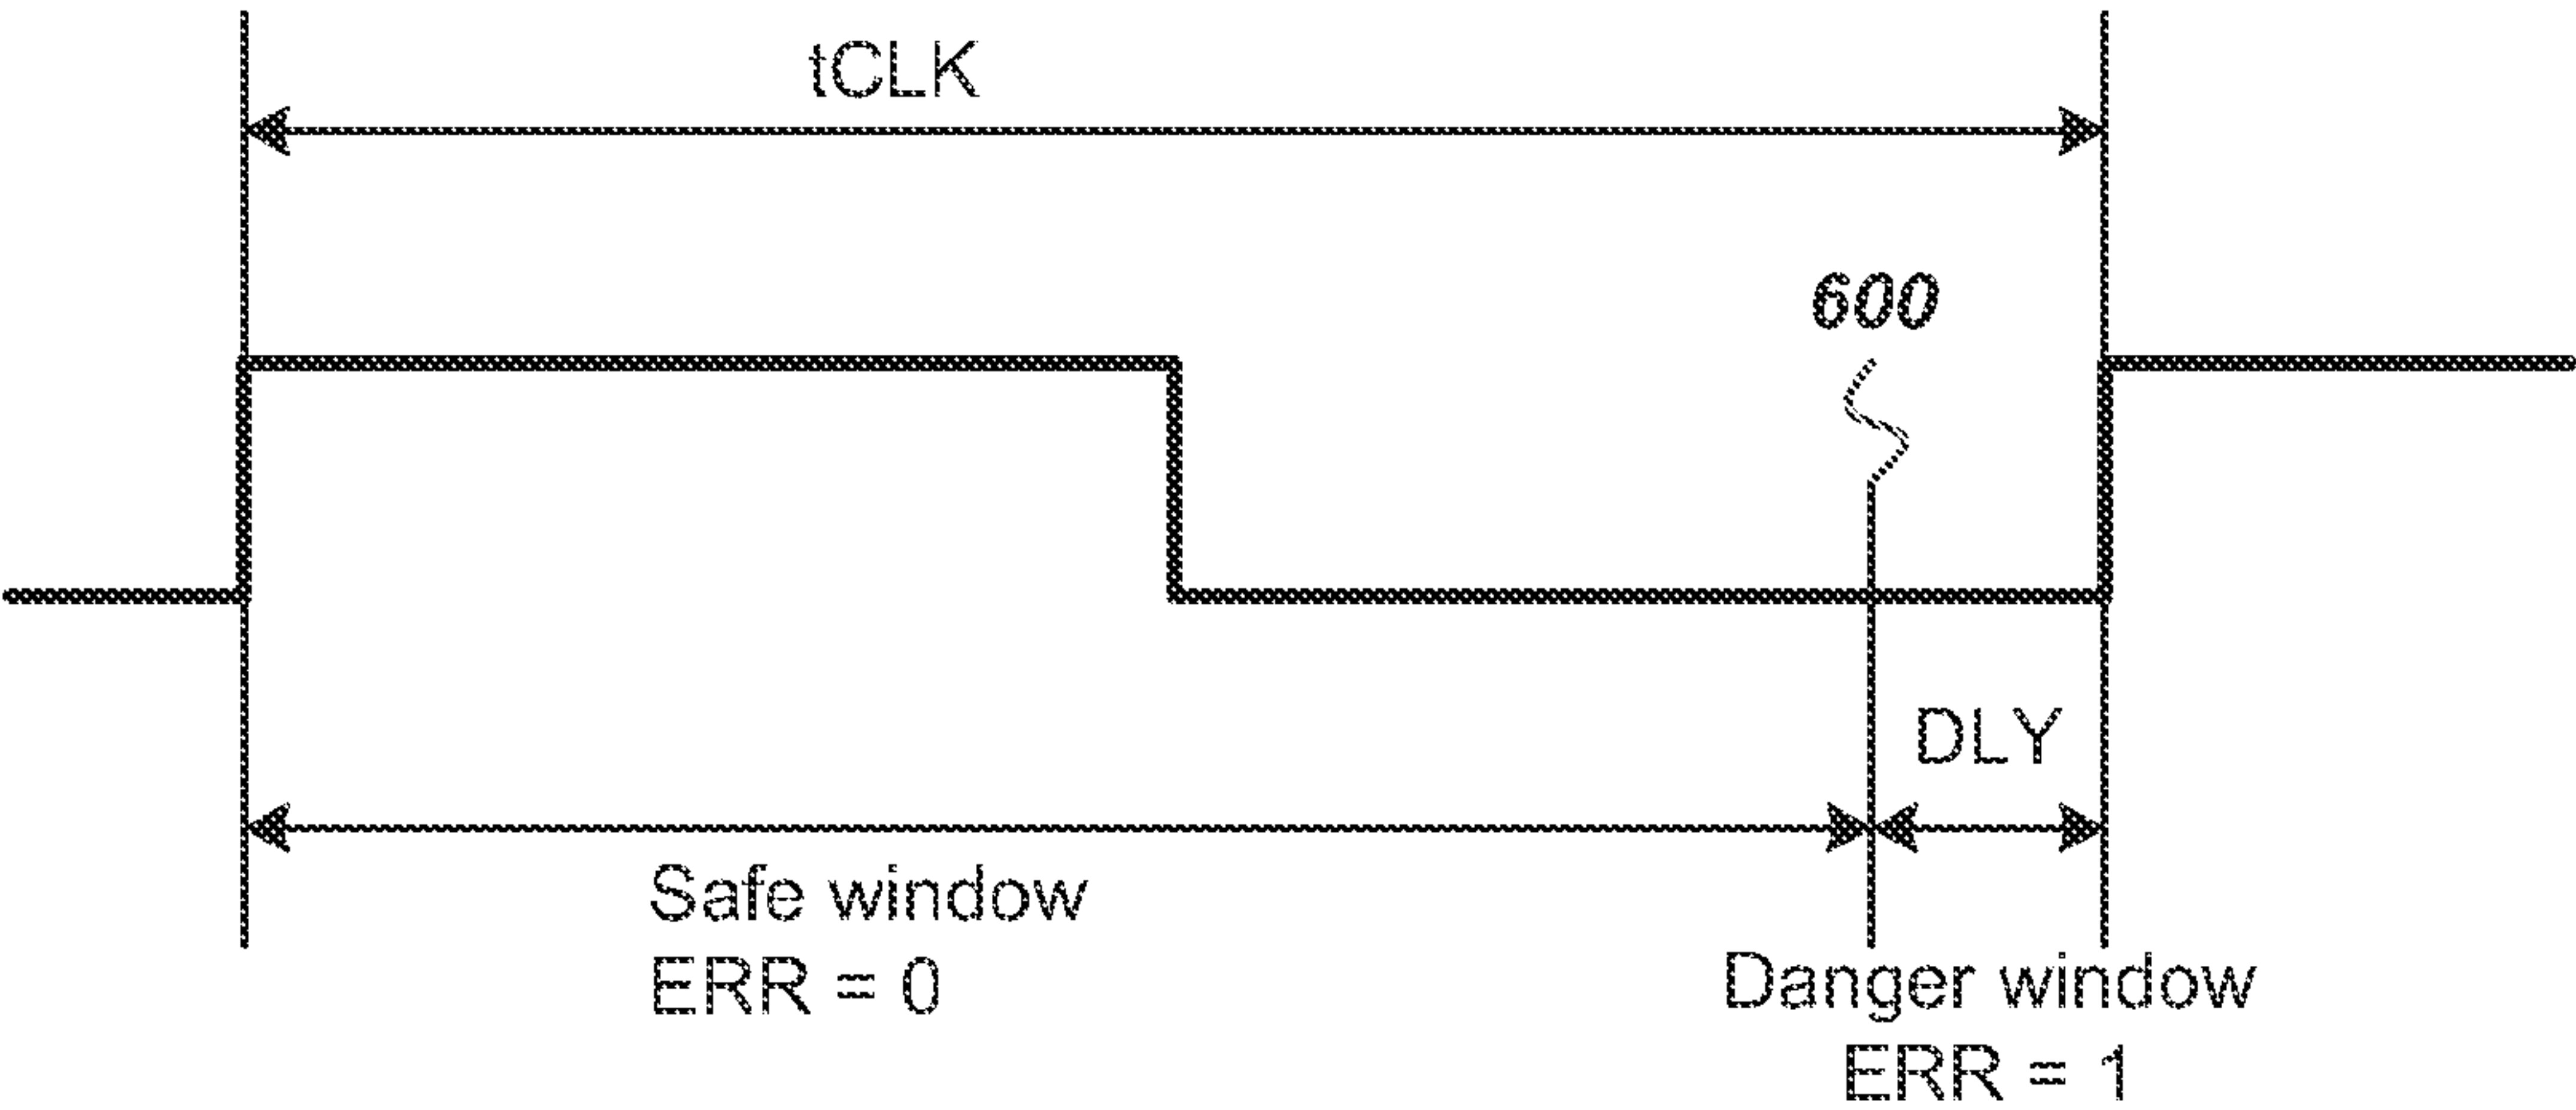 tCLK
600
DLY
Safe window
ERR = 0
Danger window
ERR = 1